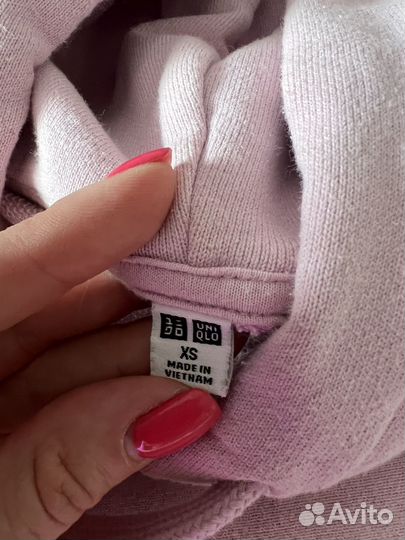 ユニ UNI
クロ QLO
XS
MADE IN
VIETNAM
Avito